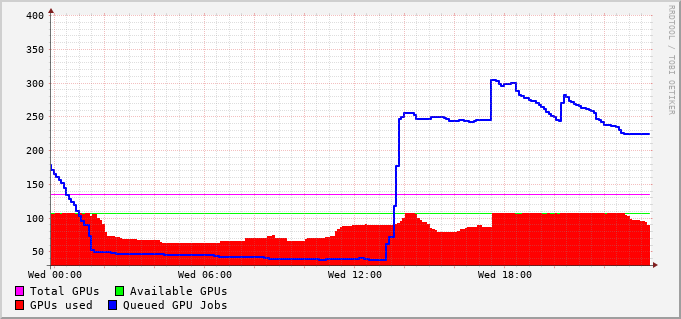 400
350
300
250
200
150
100
50
Wed 00:00 Wed 06:00 Wed 12:00 Wed 18:00
Total GPUs Available GPUs
GPUs used Queued GPU Jobs
RRDTOOL / TOBI OETIKER